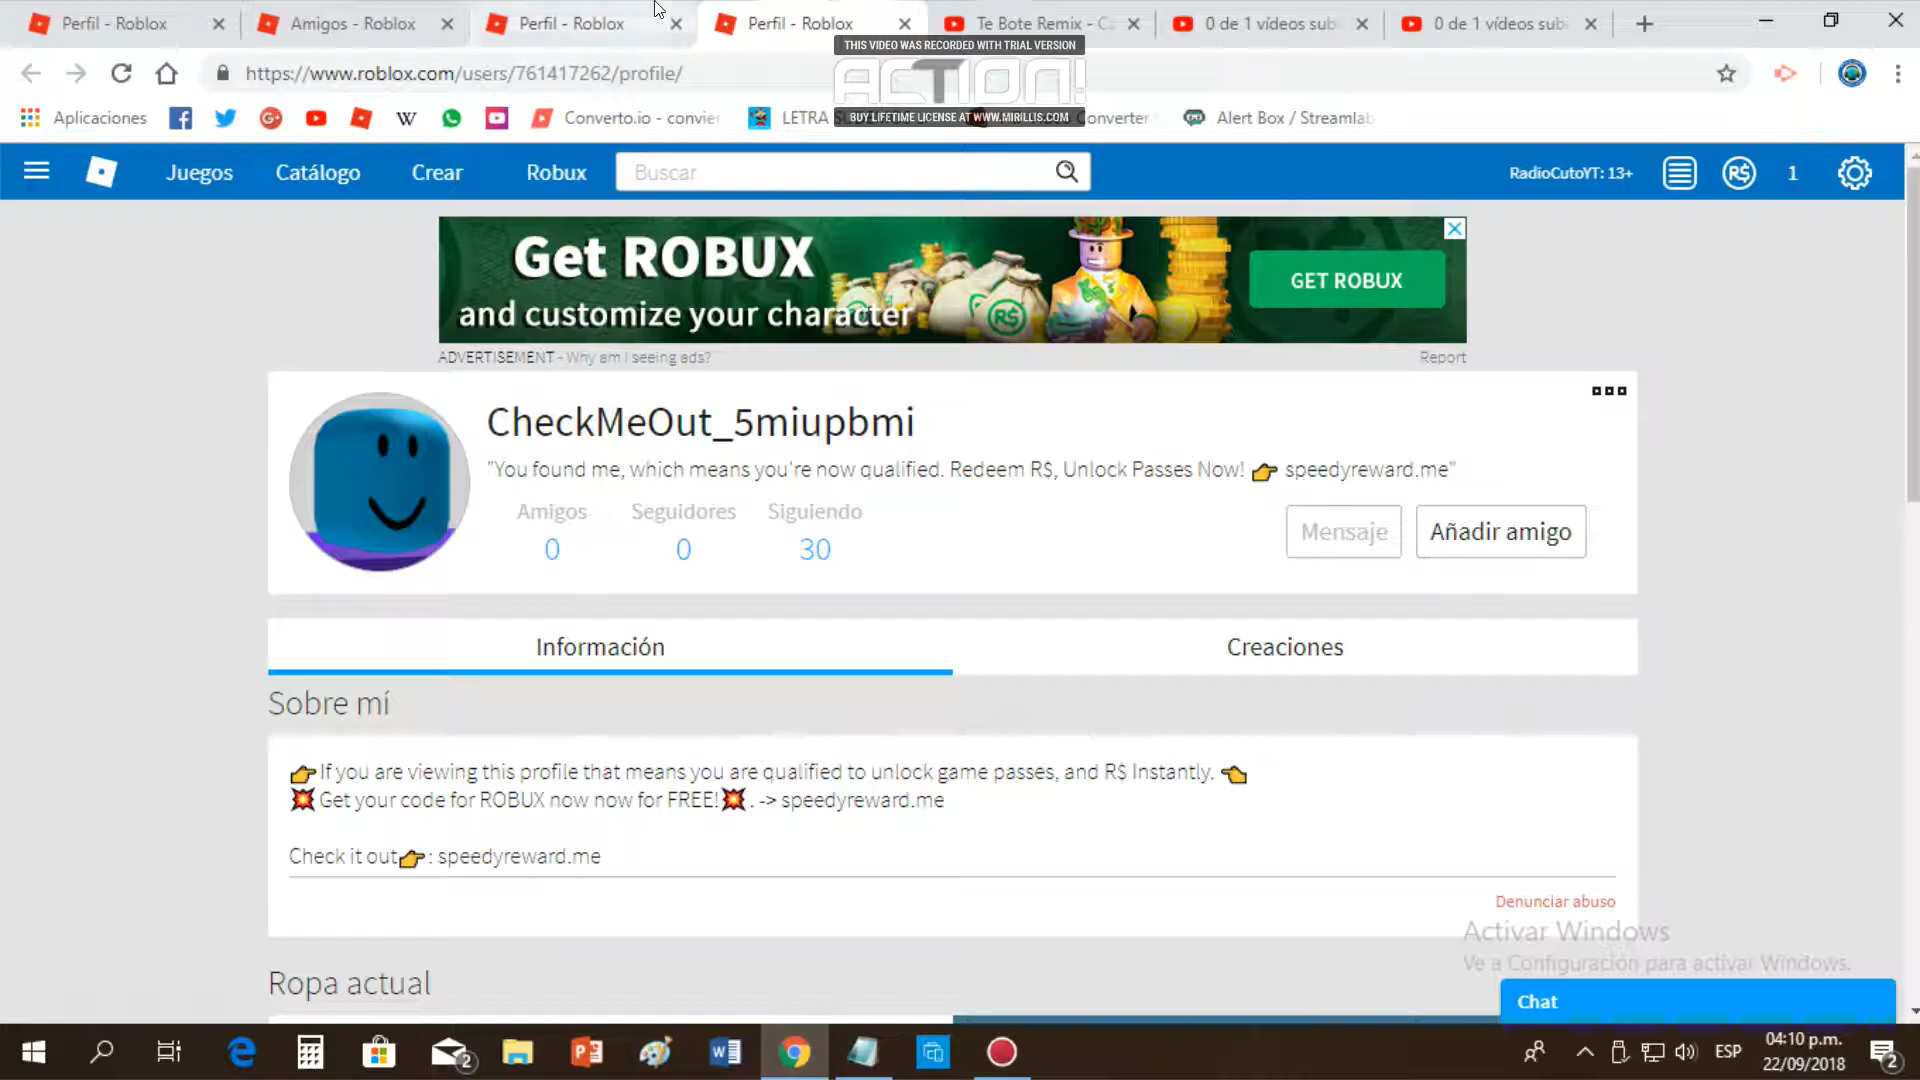 Perfil - Roblox
Amigos - Roblox
Perfil - Roblox
Perfil - Roblox
Te Bote Remix - C
0 de 1 vídeos sub
0 de 1 vídeos sub
THIS VIDEO WAS RECORDED WITH TRIAL VERSION
ACTION!
BUY LIFETIME LICENSE AT WWW.MIRILLIS.COM
https://www.roblox.com/users/761417262/profile/
Aplicaciones
Converto.io - convier
LETRA
Converter
Alert Box / Streamlab
Juegos
Catálogo
Crear
Robux
Buscar
RadioCutoYT: 13+
R$
1
Get ROBUX
and customize your character
R$
GET ROBUX
ADVERTISEMENT - Why am I seeing ads?
Report
CheckMeOut_5miupbmi
"You found me, which means you're now qualified. Redeem R$, Unlock Passes Now! 👉 speedyreward.me"
Amigos
Seguidores
Siguiendo
0
0
30
Mensaje
Añadir amigo
Información
Creaciones
Sobre mí
👉If you are viewing this profile that means you are qualified to unlock game passes, and R$ Instantly. 👈
💥Get your code for ROBUX now now for FREE!💥. -> speedyreward.me
Check it out👉: speedyreward.me
Denunciar abuso
Activar Windows
Ve a Configuración para activar Windows.
Ropa actual
Chat
2
ESP
04:10 p.m.
22/09/2018
2